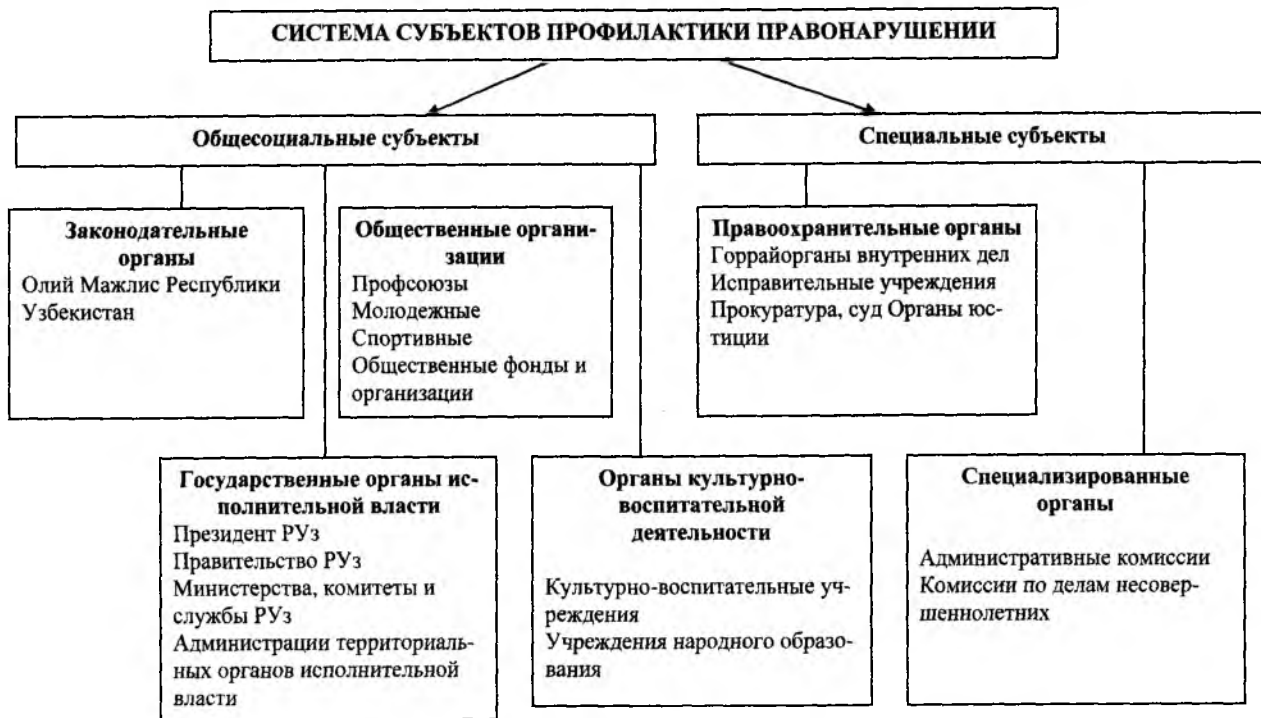 СИСТЕМА СУБЪЕКТОВ ПРОФИЛАКТИКИ ПРАВОНАРУШЕНИИ
Общесоциальные субъекты
Специальные субъекты
Законодательные
органы
Олий Мажлис Республики
Узбекистан
Общественные органи-
зации
Профсоюзы
Молодежные
Спортивные
Общественные фонды и
организации
Правоохранительные органы
Горрайорганы внутренних дел
Исправительные учреждения
Прокуратура, суд Органы юс-
тиции
Государственные органы ис-
полнительной власти
Президент РУз
Правительство РУз
Министерства, комитеты и
службы РУз
Администрации территориаль-
ных органов исполнительной
власти
Органы культурно-
воспитательной
деятельности
Культурно-воспитательные уч-
реждения
Учреждения народного образо-
вания
Специализированные
органы
Административные комиссии
Комиссии по делам несовер-
шеннолетних